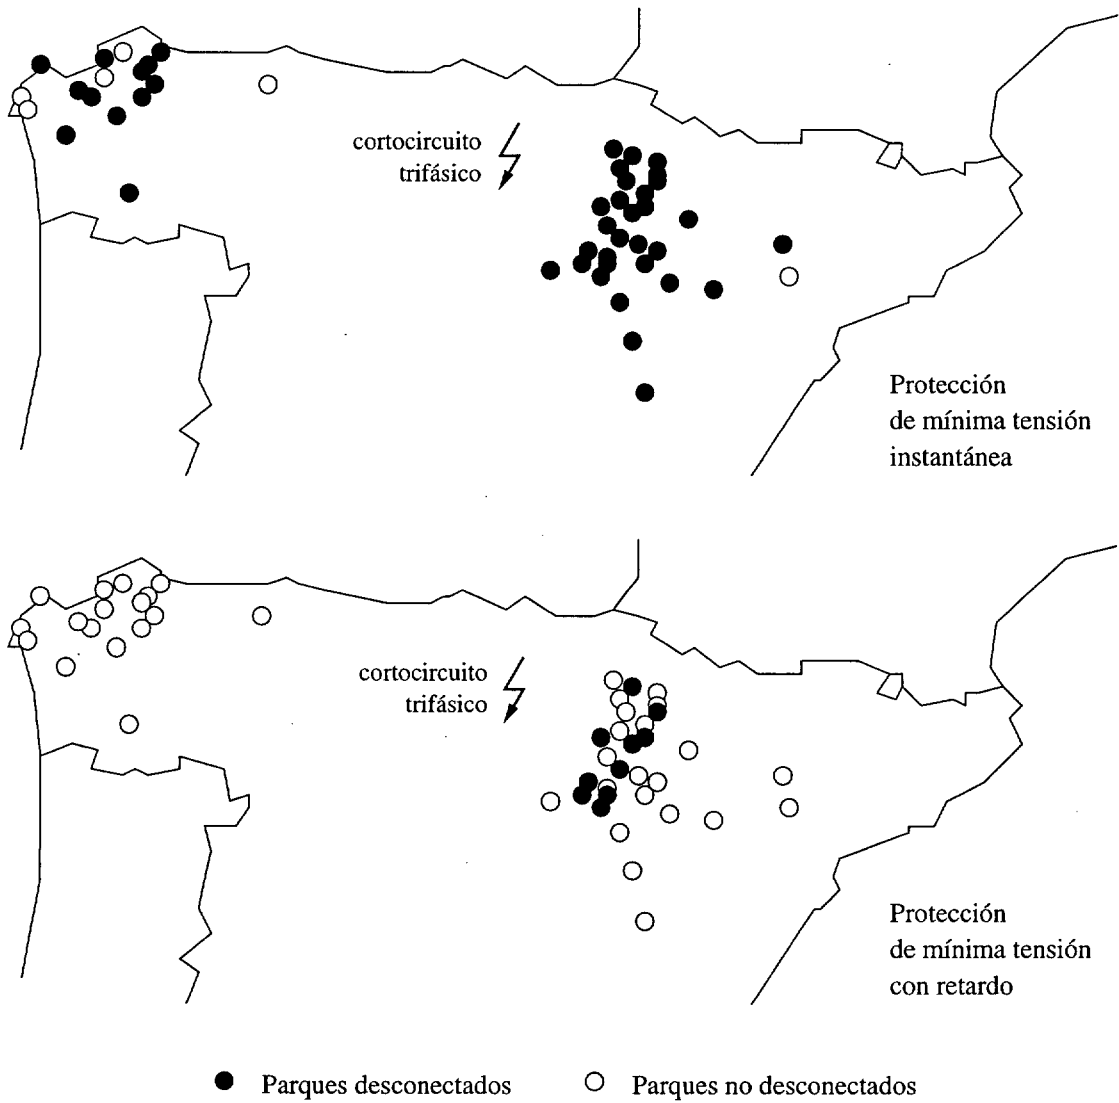 cortocircuito
trifásico
Protección
de mínima tensión
instantánea
cortocircuito
trifásico
Protección
de mínima tensión
con retardo
Parques desconectados
Parques no desconectados